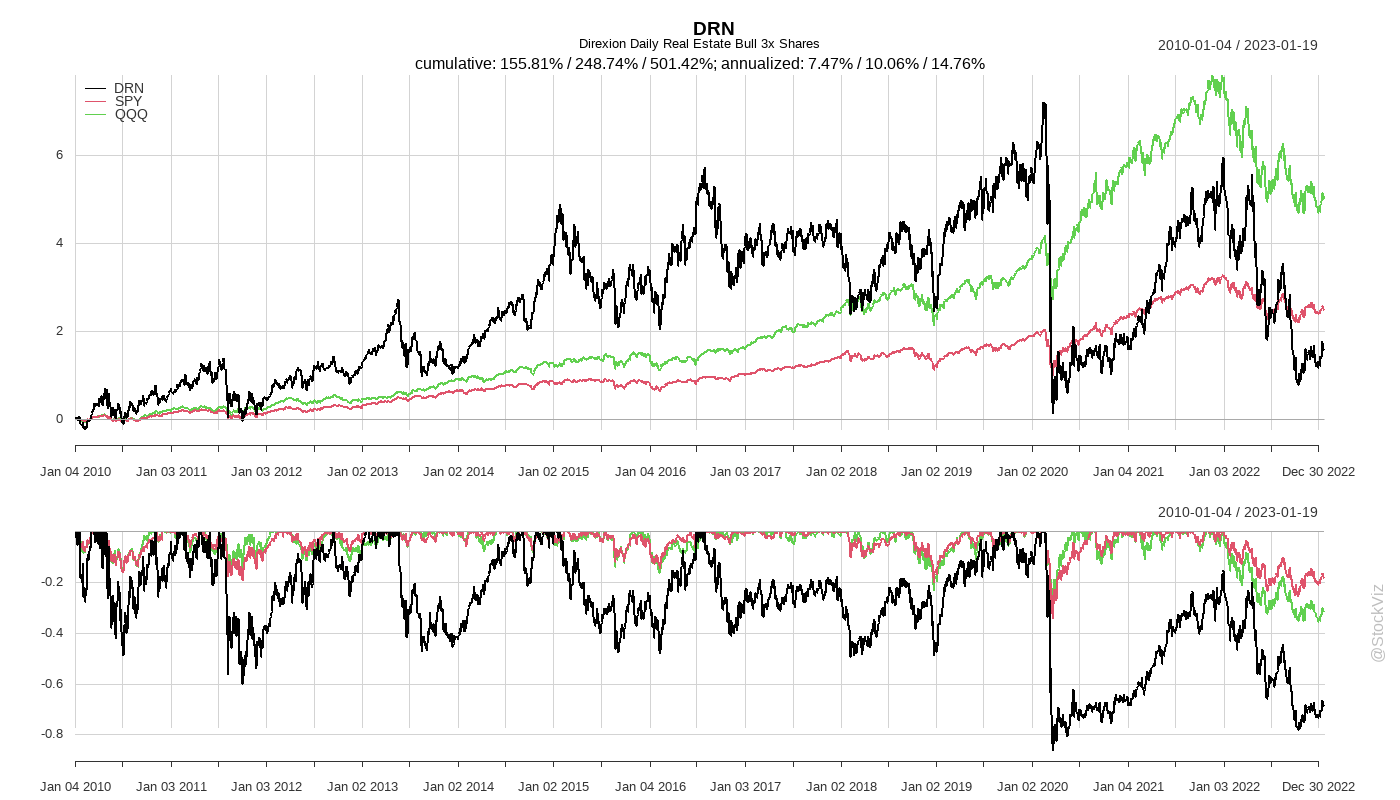 DRN
Direxion Daily Real Estate Bull 3x Shares
2010-01-04 / 2023-01-19
cumulative: 155.81% / 248.74% / 501.42%; annualized: 7.47% / 10.06% / 14.76%
DRN
SPY
QQQ
6
4
2
0
Jan 04 2010 Jan 03 2011 Jan 03 2012 Jan 02 2013 Jan 02 2014 Jan 02 2015 Jan 04 2016 Jan 03 2017 Jan 02 2018 Jan 02 2019 Jan 02 2020 Jan 04 2021 Jan 03 2022 Dec 30 2022
2010-01-04 / 2023-01-19
-0.2
-0.4
-0.6
-0.8
Jan 04 2010 Jan 03 2011 Jan 03 2012 Jan 02 2013 Jan 02 2014 Jan 02 2015 Jan 04 2016 Jan 03 2017 Jan 02 2018 Jan 02 2019 Jan 02 2020 Jan 04 2021 Jan 03 2022 Dec 30 2022
@StockViz